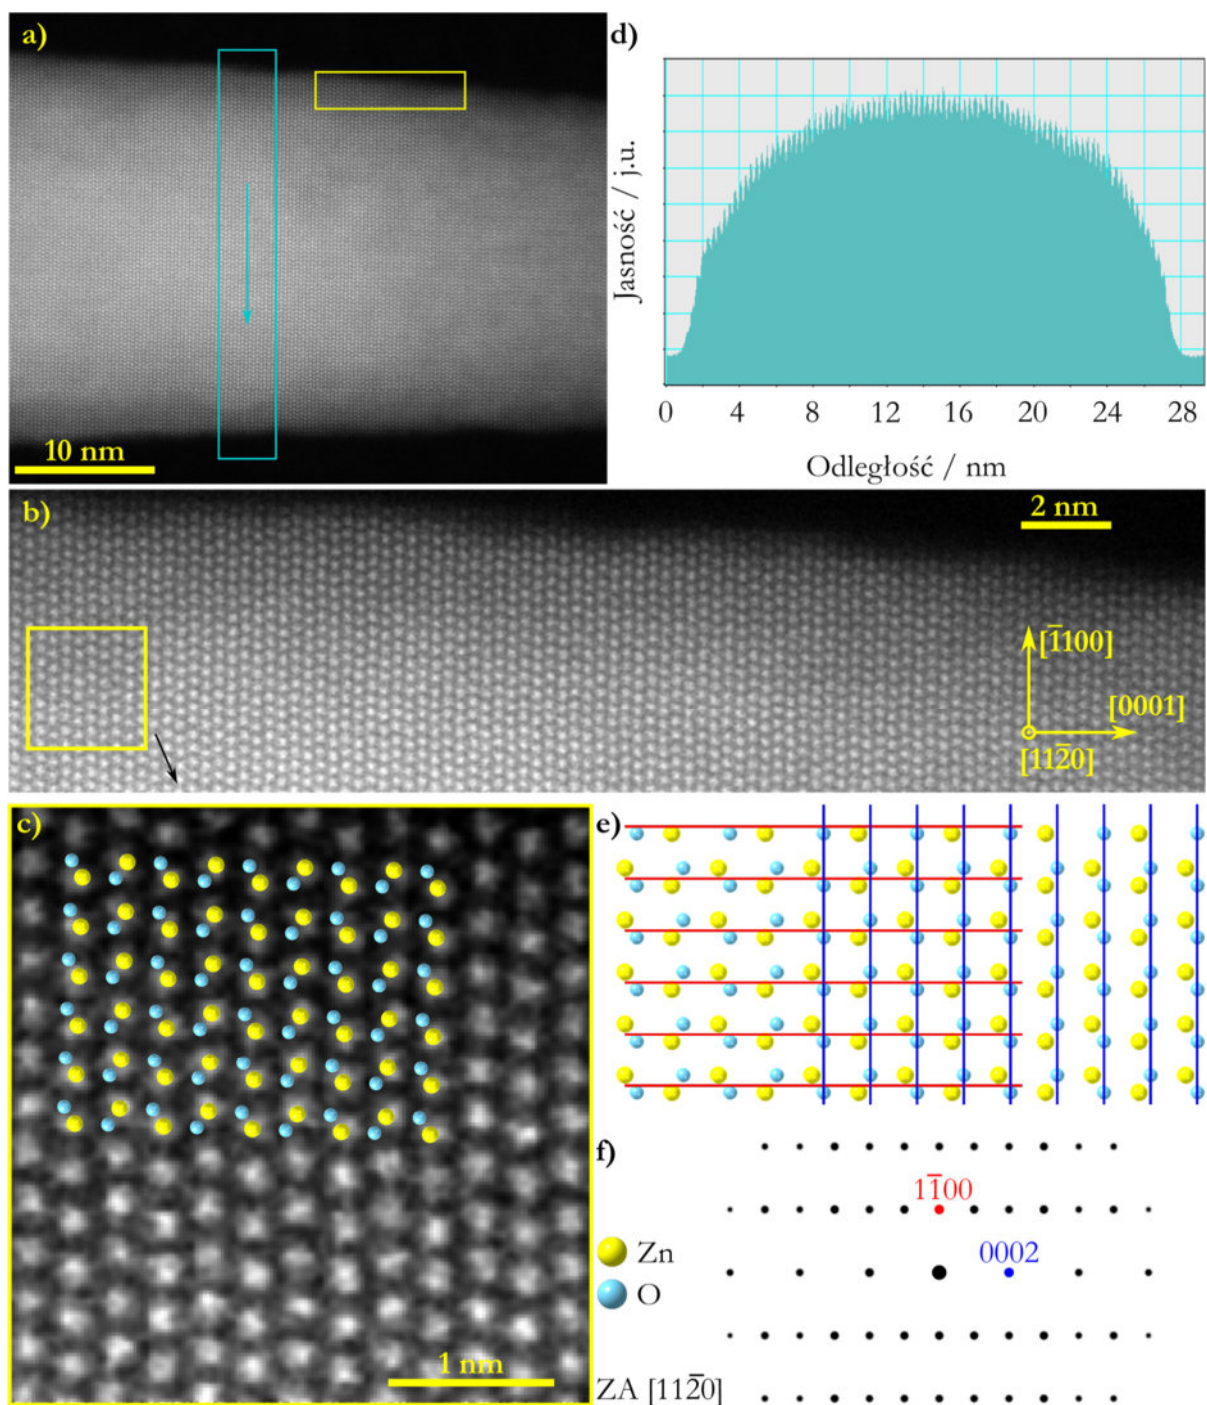 a)
10 nm
d)
Jasność / j.u.
0 4 8 12 16 20 24 28
Odległość / nm
b)
2 nm
[1̅100]
[0001]
[112̅0]
c)
1 nm
e)
Zn
O
f)
11̅00
0002
ZA [112̅0]